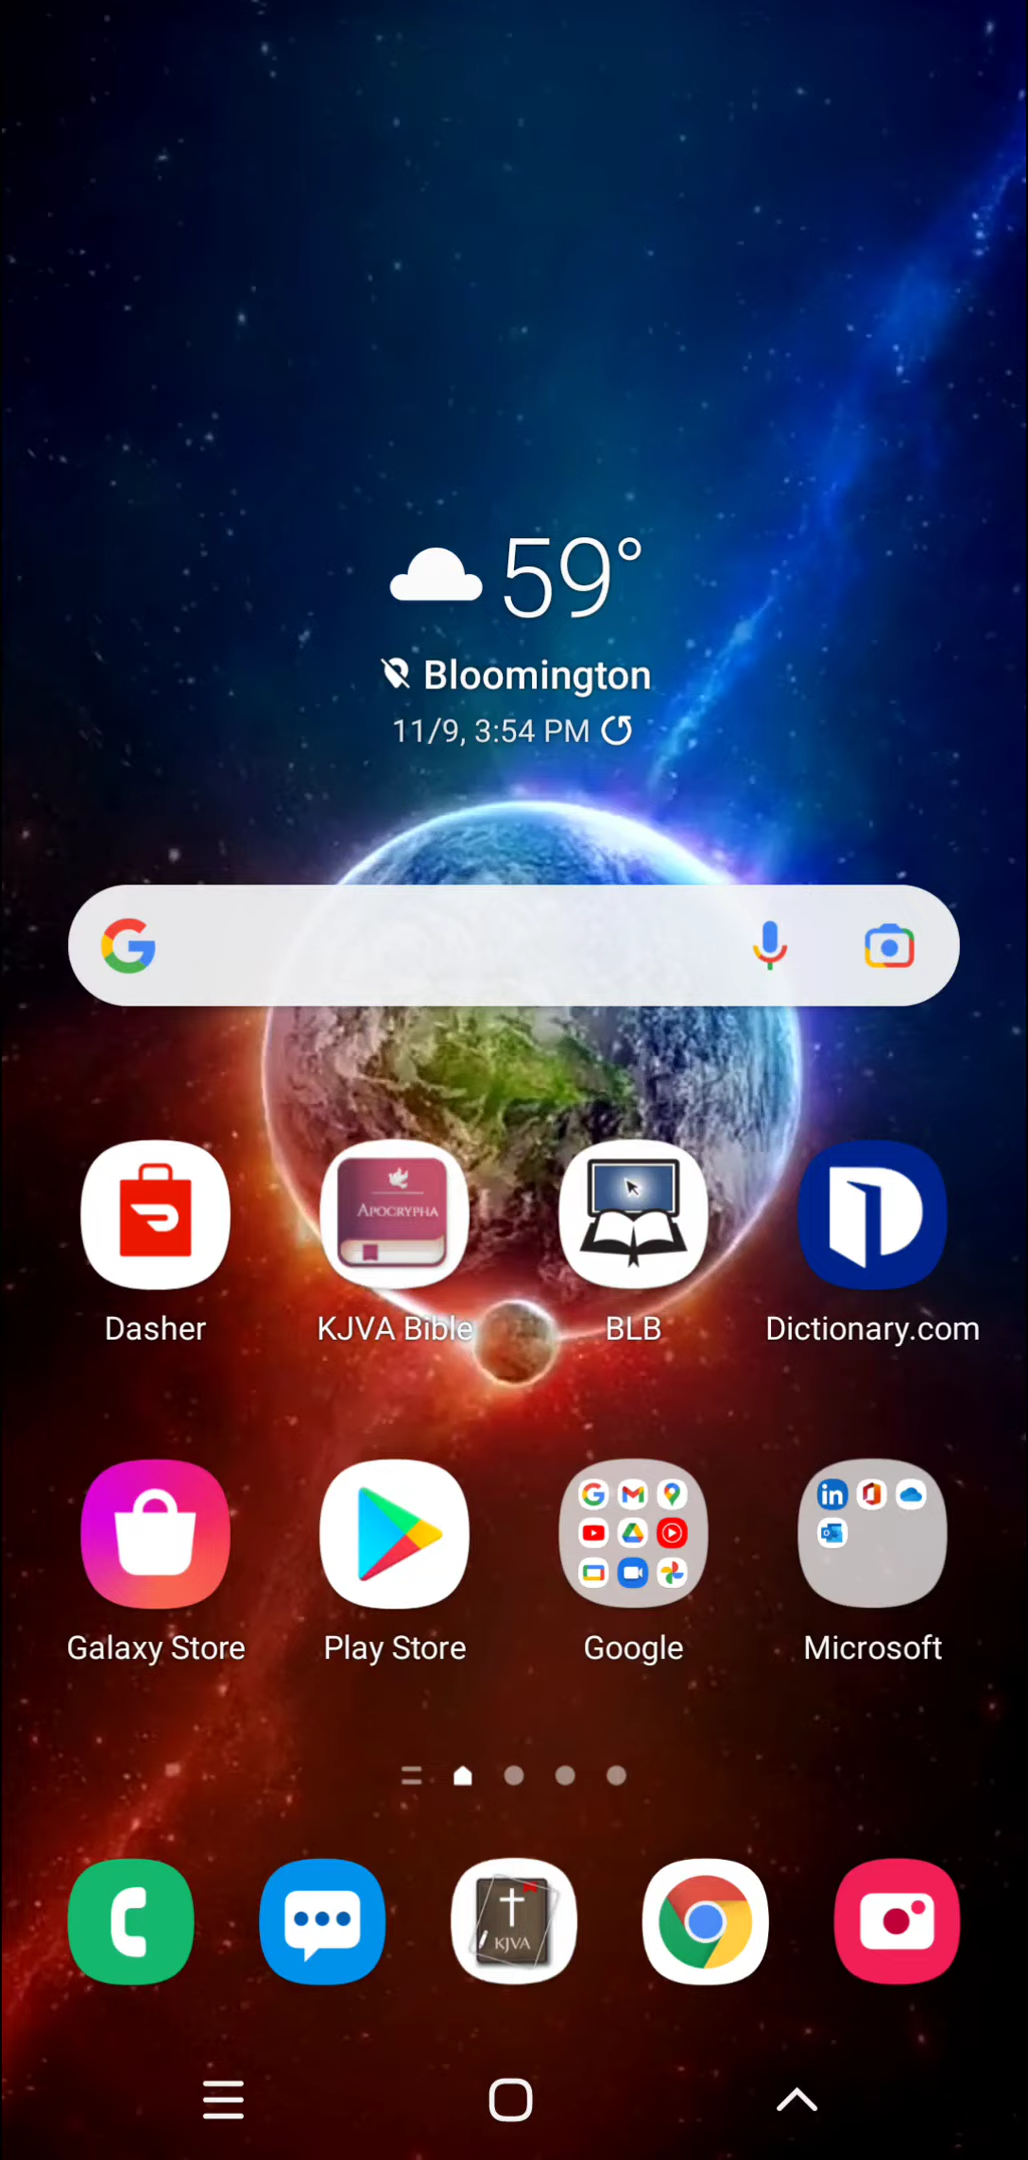 59°
Bloomington
11/9, 3:54 PM
APOCRYPHA
Dasher
KJVA Bible
BLB
Dictionary.com
Galaxy Store
Play Store
Google
Microsoft
KJVA